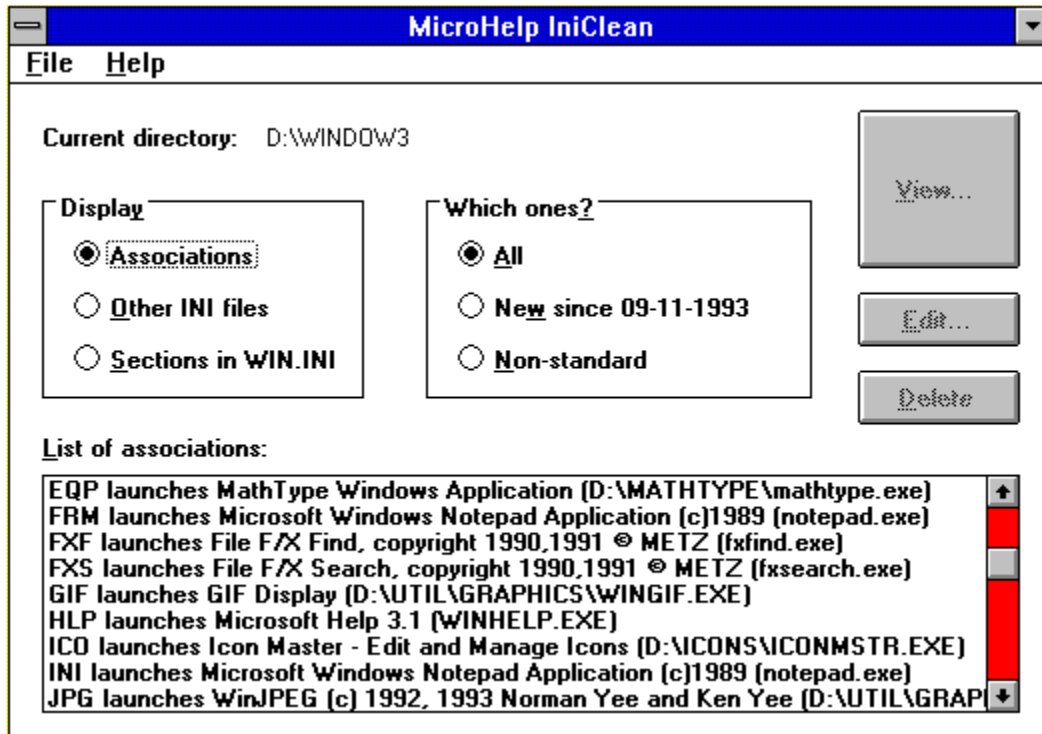 MicroHelp IniClean
File Help
Current directory: D:\WINDOW3
Display
Associations
Other INI files
Sections in WIN.INI
Which ones?
All
New since 09-11-1993
Non-standard
View...
Edit...
Delete
List of associations:
EQP launches MathType Windows Application (D:\MATHTYPE\mathtype.exe)
FRM launches Microsoft Windows Notepad Application (c)1989 (notepad.exe)
FXF launches File F/X Find, copyright 1990,1991 © METZ (fxfind.exe)
FXS launches File F/X Search, copyright 1990,1991 © METZ (fxsearch.exe)
GIF launches GIF Display (D:\UTIL\GRAPHICS\WINGIF.EXE)
HLP launches Microsoft Help 3.1 (WINHELP.EXE)
ICO launches Icon Master - Edit and Manage Icons (D:\ICONS\ICONMSTR.EXE)
INI launches Microsoft Windows Notepad Application (c)1989 (notepad.exe)
JPG launches WinJPEG (c) 1992, 1993 Norman Yee and Ken Yee (D:\UTIL\GRAPI